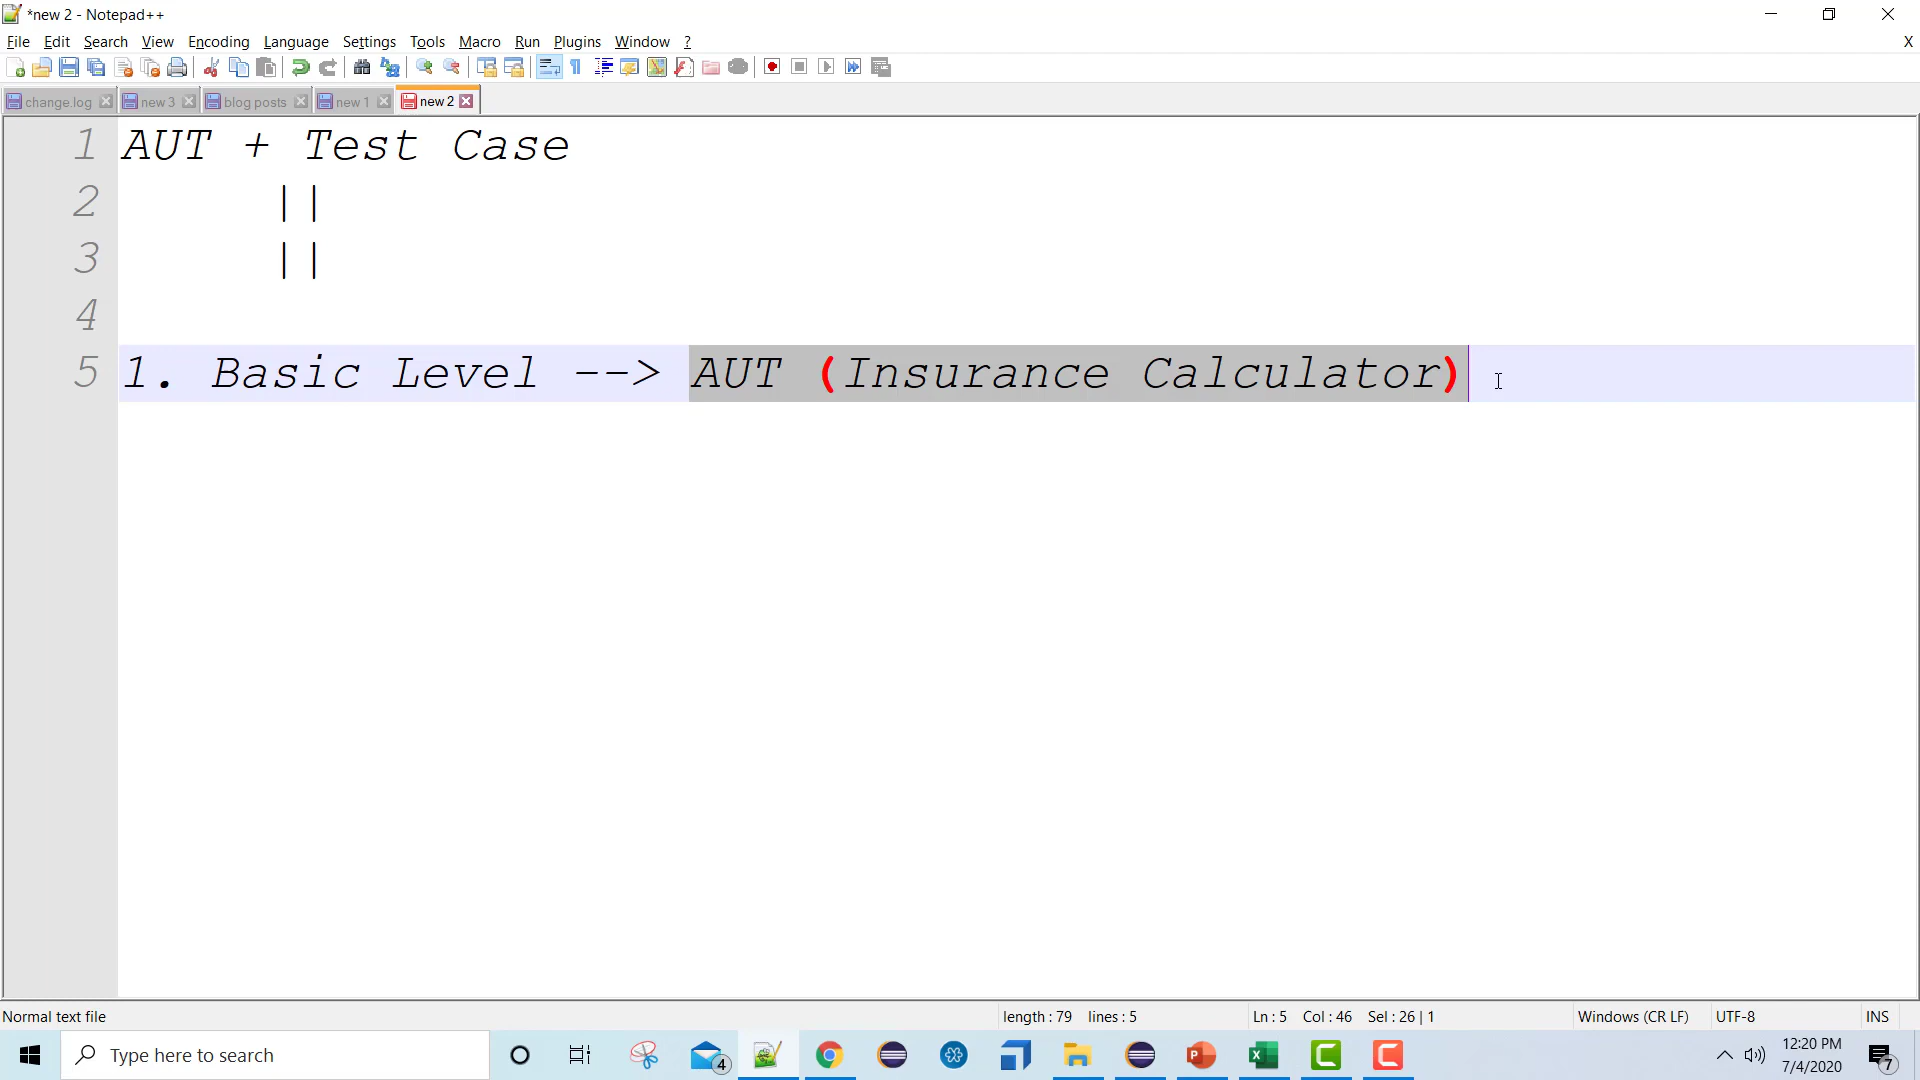 *new 2 - Notepad++
File Edit Search View Encoding Language Settings Tools Macro Run Plugins Window ? X
change.log new 3 blog posts new 1 new 2
1 AUT + Test Case
2 ||
3 ||
4
5 1. Basic Level --> AUT (Insurance Calculator)
Normal text file length : 79 lines : 5 Ln : 5 Col : 46 Sel : 26 | 1 Windows (CR LF) UTF-8 INS
Type here to search 4 12:20 PM
7/4/2020 7